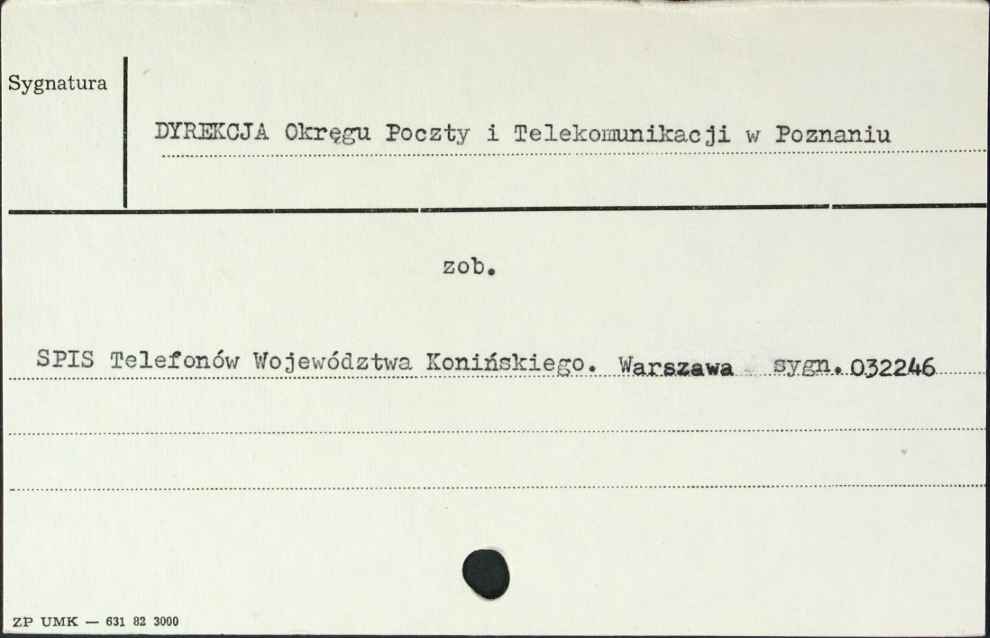 Sygnatura
DYREKCJA Okręgu Poczty i Telekomunikacji w Poznaniu
zob.
SPIS Telefonów Województwa Konińskiego. Warszawa sygn. 032246
ZP UMK — 631 82 3000